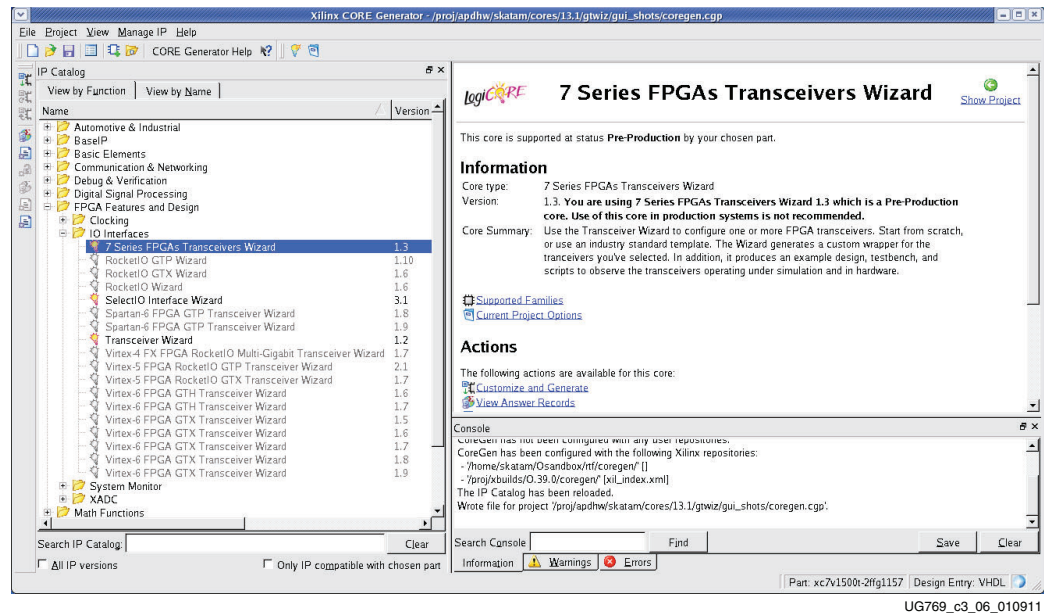 Xilinx CORE Generator - /proj/apdhw/skatam/cores/13.1/gtwiz/gui_shots/coregen.cgp
File Project View Manage IP Help
CORE Generator Help
IP Catalog
View by Function View by Name
Name Version
Automotive & Industrial
BaseIP
Basic Elements
Communication & Networking
Debug & Verification
Digital Signal Processing
FPGA Features and Design
Clocking
IO Interfaces
7 Series FPGAs Transceivers Wizard 1.3
RocketIO GTP Wizard 1.10
RocketIO GTX Wizard 1.6
RocketIO Wizard 1.6
SelectIO Interface Wizard 3.1
Spartan-6 FPGA GTP Transceiver Wizard 1.8
Spartan-6 FPGA GTP Transceiver Wizard 1.9
Transceiver Wizard 1.2
Virtex-4 FX FPGA RocketIO Multi-Gigabit Transceiver Wizard 1.7
Virtex-5 FPGA RocketIO GTP Transceiver Wizard 2.1
Virtex-5 FPGA RocketIO GTX Transceiver Wizard 1.7
Virtex-6 FPGA GTH Transceiver Wizard 1.6
Virtex-6 FPGA GTH Transceiver Wizard 1.7
Virtex-6 FPGA GTX Transceiver Wizard 1.5
Virtex-6 FPGA GTX Transceiver Wizard 1.6
Virtex-6 FPGA GTX Transceiver Wizard 1.7
Virtex-6 FPGA GTX Transceiver Wizard 1.8
Virtex-6 FPGA GTX Transceiver Wizard 1.9
System Monitor
XADC
Math Functions
Search IP Catalog: Clear
All IP versions Only IP compatible with chosen part
logiCORE 7 Series FPGAs Transceivers Wizard Show Project
This core is supported at status Pre-Production by your chosen part.
Information
Core type: 7 Series FPGAs Transceivers Wizard
Version: 1.3. You are using 7 Series FPGAs Transceivers Wizard 1.3 which is a Pre-Production
core. Use of this core in production systems is not recommended.
Core Summary: Use the Transceiver Wizard to configure one or more FPGA transceivers. Start from scratch,
or use an industry standard template. The Wizard generates a custom wrapper for the
tranceivers you've selected. In addition, it produces an example design, testbench, and
scripts to observe the transceivers operating under simulation and in hardware.
Supported Families
Current Project Options
Actions
The following actions are available for this core:
Customize and Generate
View Answer Records
Console
CoreGen has not been configured with any user repositories.
CoreGen has been configured with the following Xilinx repositories:
- '/home/skatam/Osandbox/rtf/coregen/' []
- '/proj/xbuilds/O.39.0/coregen/' [xil_index.xml]
The IP Catalog has been reloaded.
Wrote file for project '/proj/apdhw/skatam/cores/13.1/gtwiz/gui_shots/coregen.cgp'.
Search Console Find Save Clear
Information Warnings Errors
Part: xc7v1500t-2ffg1157 Design Entry: VHDL
UG769_c3_06_010911